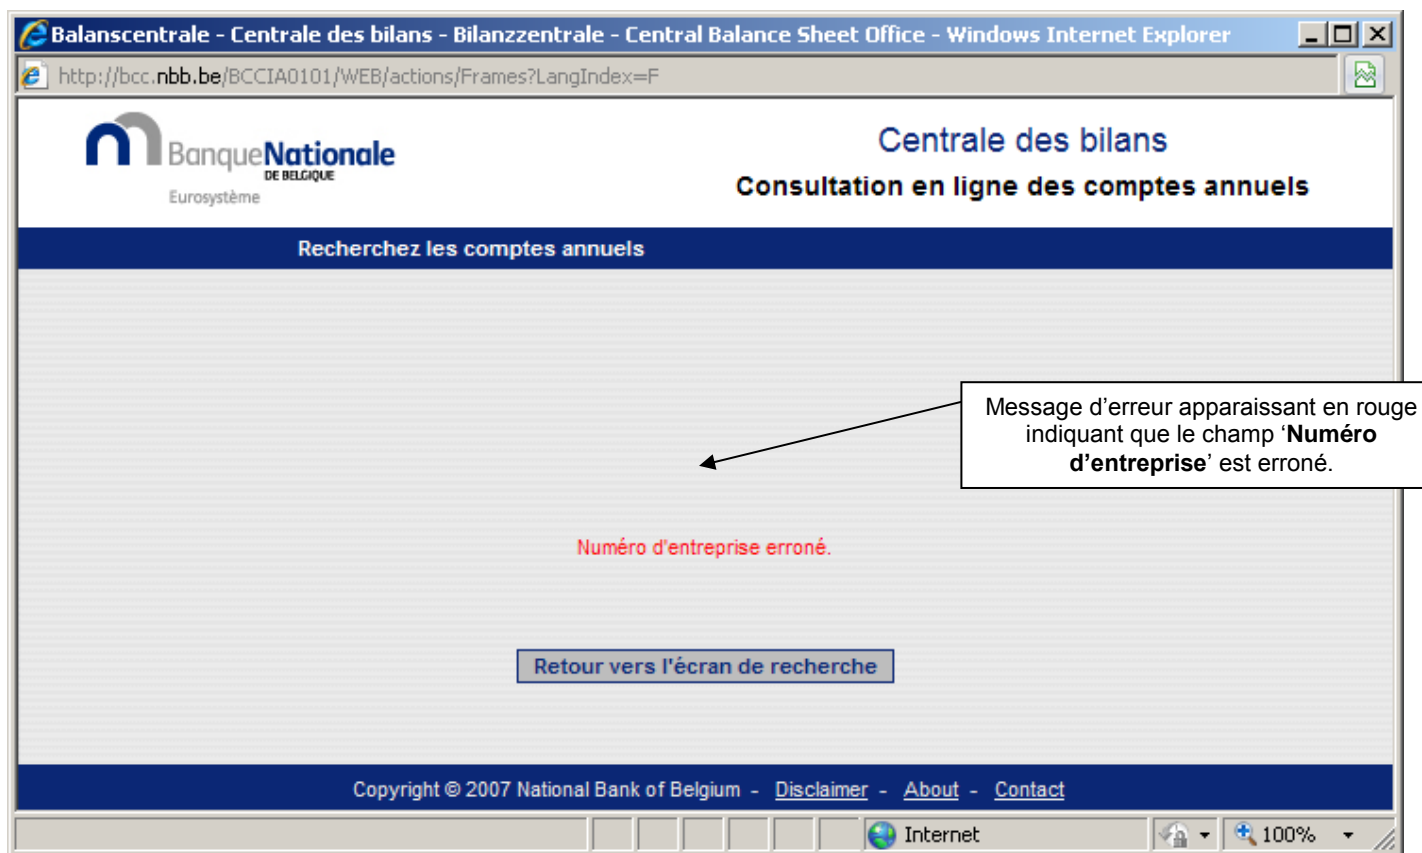 Balanscentrale - Centrale des bilans - Bilanzzentrale - Central Balance Sheet Office - Windows Internet Explorer
http://bcc.nbb.be/BCCIA0101/WEB/actions/Frames?LangIndex=F
BanqueNationale
DE BELGIQUE
Eurosystème
Centrale des bilans
Consultation en ligne des comptes annuels
Recherchez les comptes annuels
Message d’erreur apparaissant en rouge
indiquant que le champ ‘Numéro
d’entreprise’ est erroné.
Numéro d'entreprise erroné.
Retour vers l'écran de recherche
Copyright © 2007 National Bank of Belgium - Disclaimer - About - Contact
Internet
100%